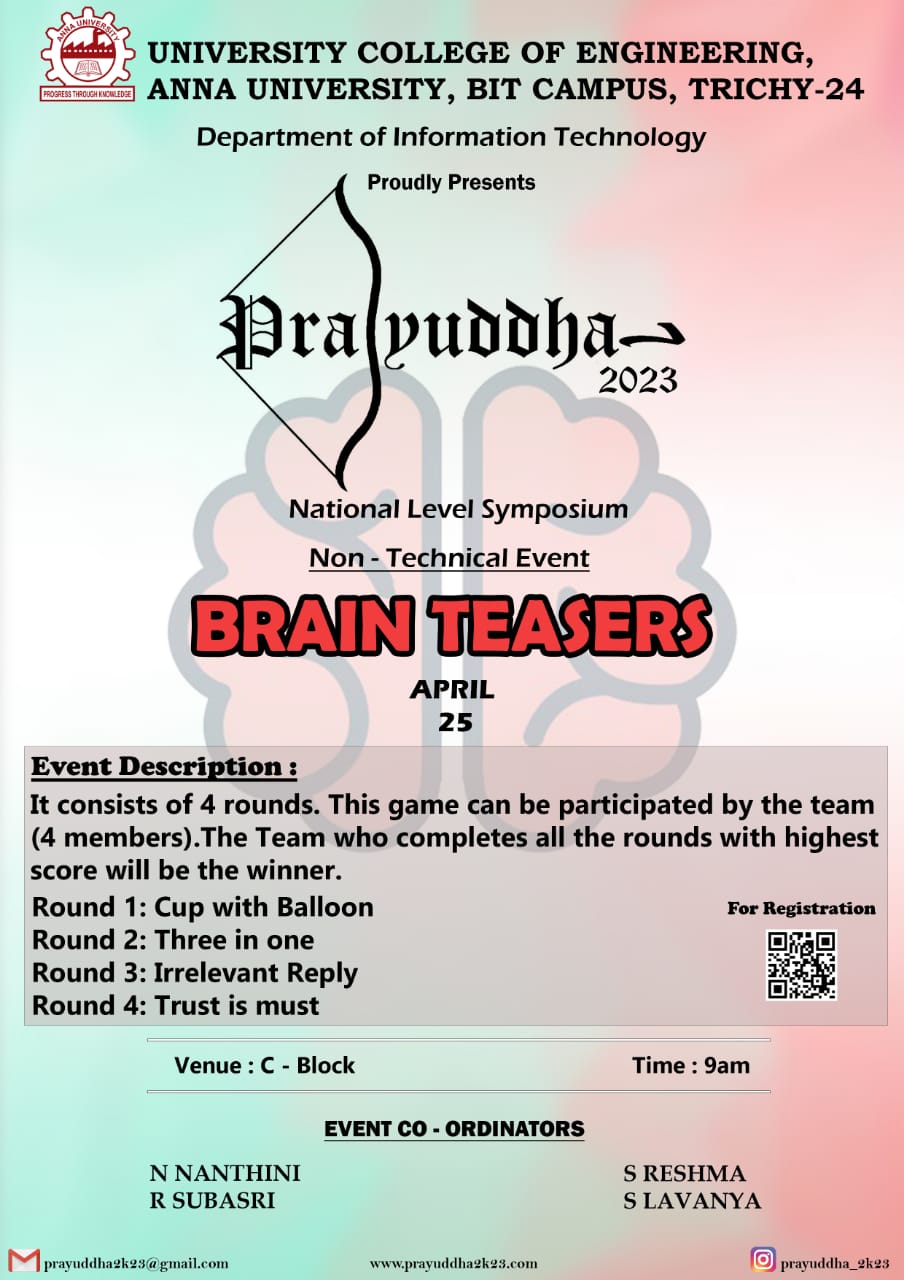 ANNA UNIVERSITY
PROGRESS THROUGH KNOWLEDGE
UNIVERSITY COLLEGE OF ENGINEERING,
ANNA UNIVERSITY, BIT CAMPUS, TRICHY-24
Department of Information Technology
Proudly Presents
Prayuddha
2023
National Level Symposium
Non - Technical Event
BRAIN TEASERS
APRIL
25
Event Description :
It consists of 4 rounds. This game can be participated by the team
(4 members).The Team who completes all the rounds with highest
score will be the winner.
Round 1: Cup with Balloon
For Registration
Round 2: Three in one
Round 3: Irrelevant Reply
Round 4: Trust is must
Venue : C - Block
Time : 9am
EVENT CO - ORDINATORS
N NANTHINI
S RESHMA
R SUBASRI
S LAVANYA
prayuddha2k23@gmail.com
www.prayuddha2k23.com
prayuddha_2k23